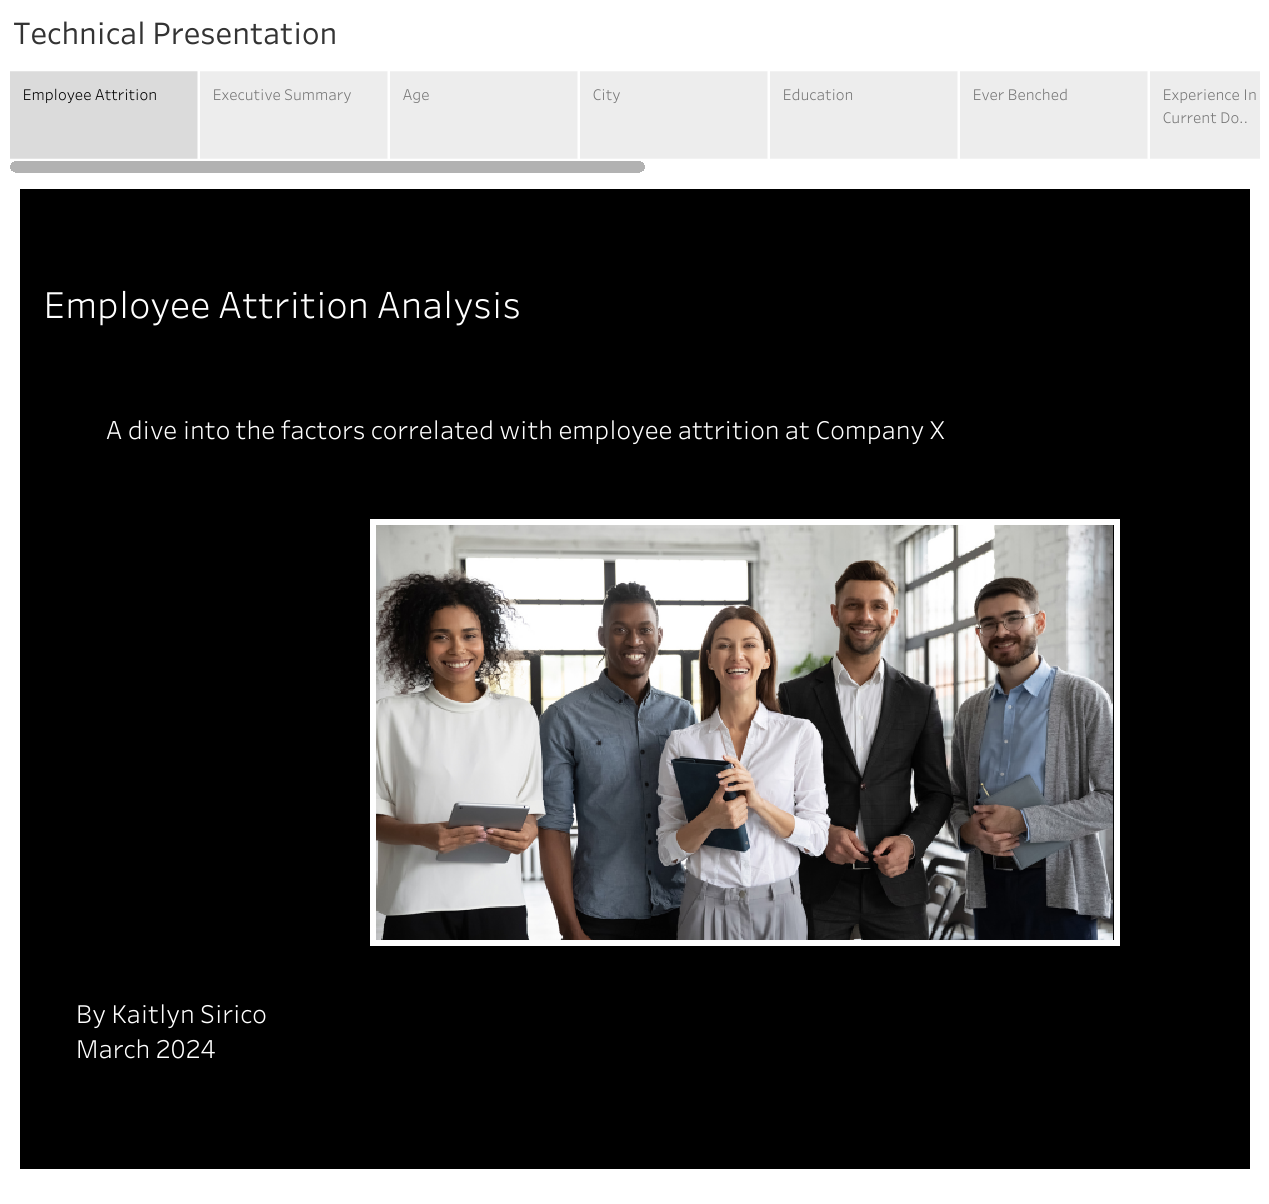 Technical Presentation
Employee Attrition
Executive Summary
Age
City
Education
Ever Benched
Experience In
Current Do..
Employee Attrition Analysis
A dive into the factors correlated with employee attrition at Company X
By Kaitlyn Sirico
March 2024